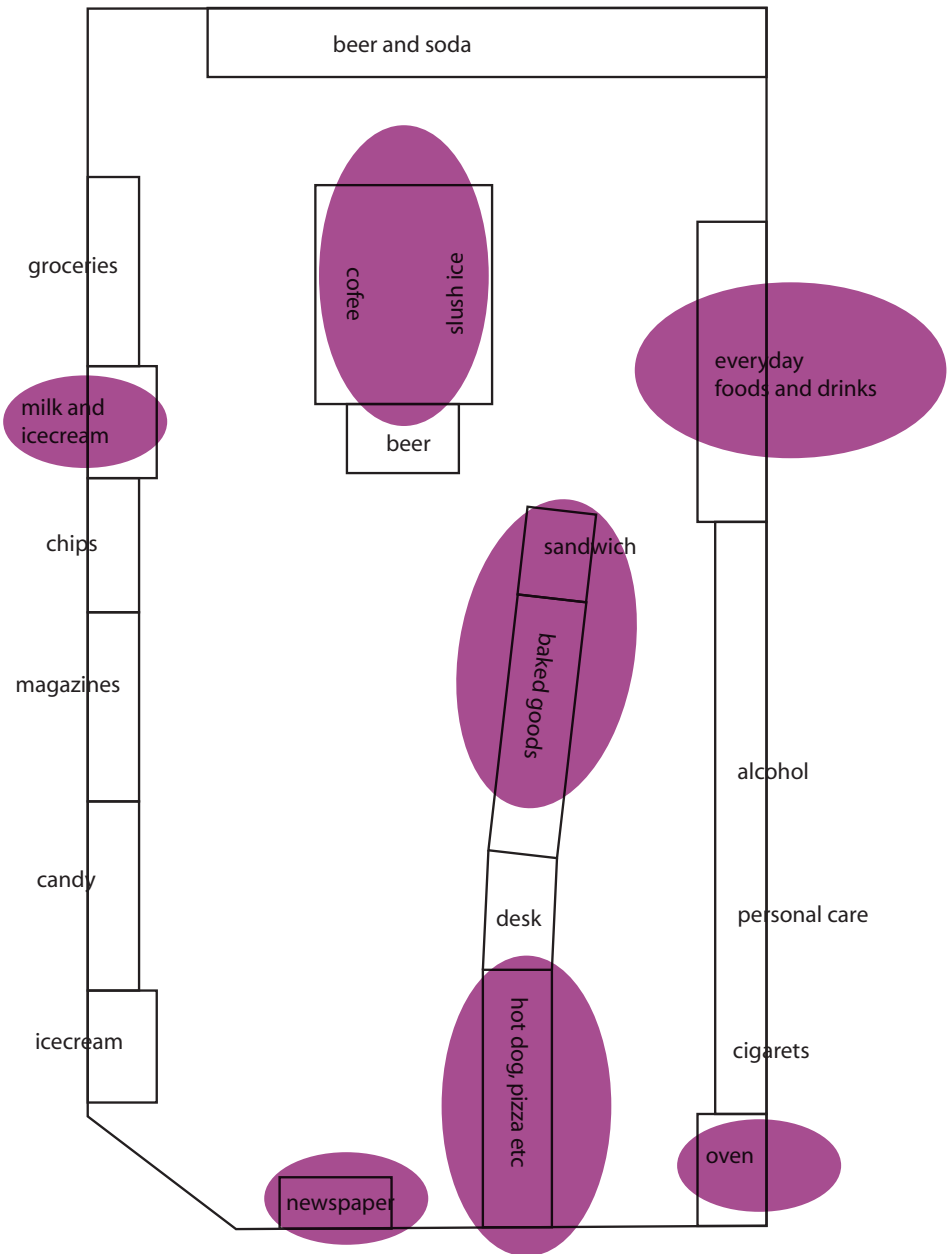 beer and soda
groceries
cofee
slush ice
everyday
foods and drinks
milk and
icecream
beer
chips
sandwich
magazines
baked goods
alcohol
candy
desk
personal care
icecream
hot dog, pizza etc
cigarets
oven
newspaper